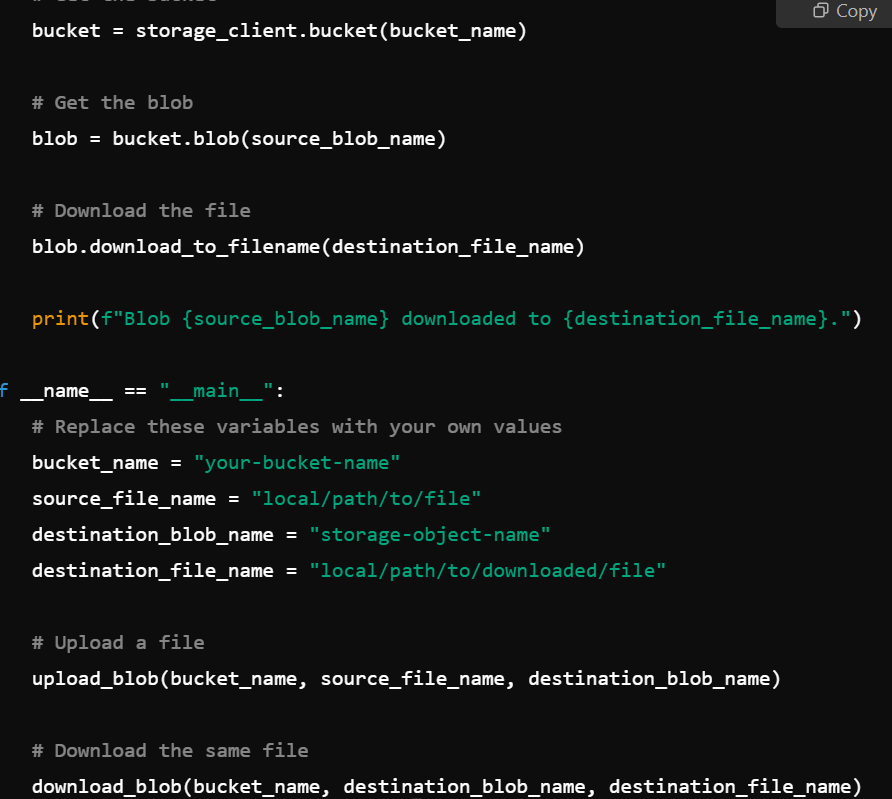 Copy
bucket = storage_client.bucket(bucket_name)
# Get the blob
blob = bucket.blob(source_blob_name)
# Download the file
blob.download_to_filename(destination_file_name)
print(f"Blob {source_blob_name} downloaded to {destination_file_name}.")
f __name__ == "__main__":
# Replace these variables with your own values
bucket_name = "your-bucket-name"
source_file_name = "local/path/to/file"
destination_blob_name = "storage-object-name"
destination_file_name = "local/path/to/downloaded/file"
# Upload a file
upload_blob(bucket_name, source_file_name, destination_blob_name)
# Download the same file
download_blob(bucket_name, destination_blob_name, destination_file_name)